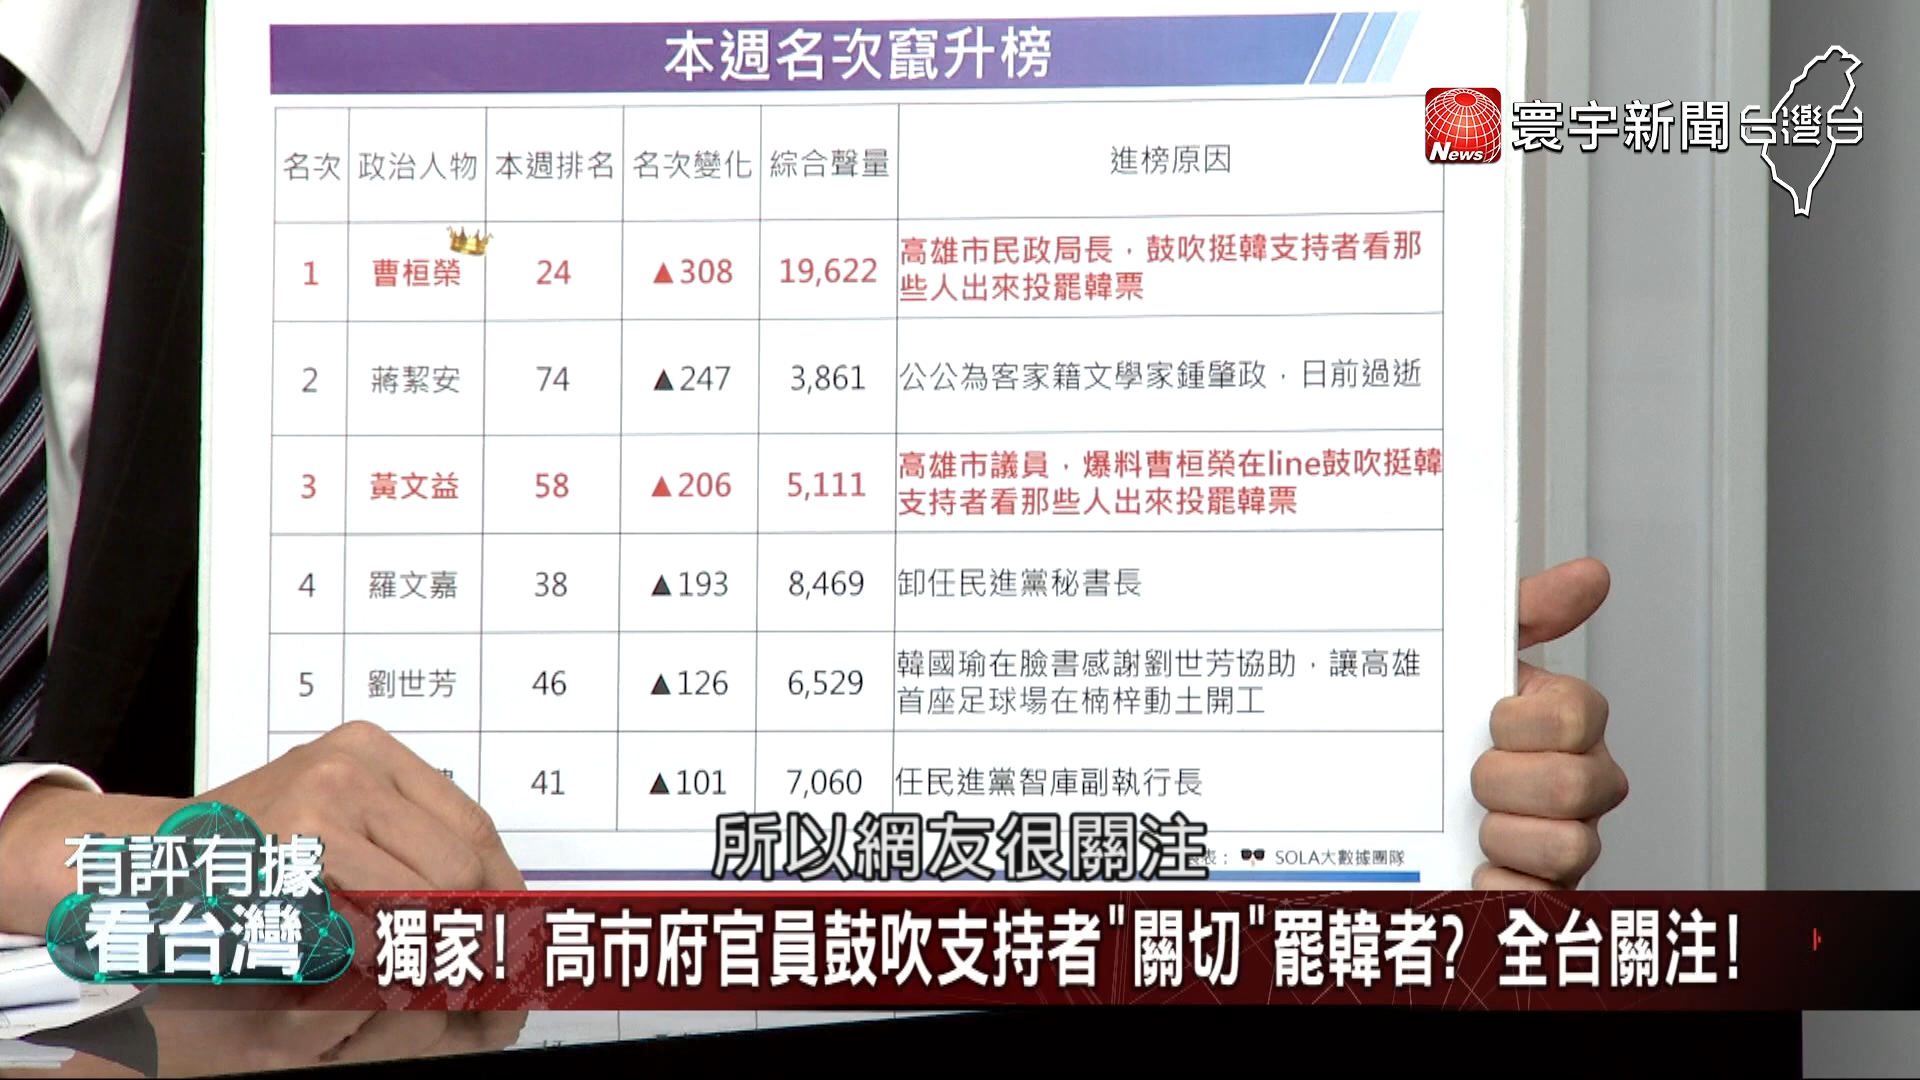 本週名次竄升榜
News 寰宇新聞 台灣台
名次 政治人物 本週排名 名次變化 綜合聲量 進榜原因
1 曹桓榮 24 ▲308 19,622 高雄市民政局長，鼓吹挺韓支持者看那
些人出來投罷韓票
2 蔣絜安 74 ▲247 3,861 公公為客家籍文學家鍾肇政，日前過逝
3 黃文益 58 ▲206 5,111 高雄市議員，爆料曹桓榮在line鼓吹挺韓
支持者看那些人出來投罷韓票
4 羅文嘉 38 ▲193 8,469 卸任民進黨秘書長
5 劉世芳 46 ▲126 6,529 韓國瑜在臉書感謝劉世芳協助，讓高雄
首座足球場在楠梓動土開工
41 ▲101 7,060 任民進黨智庫副執行長
所以網友很關注
表： SOLA大數據團隊
有評有據
看台灣
獨家! 高市府官員鼓吹支持者"關切"罷韓者? 全台關注!